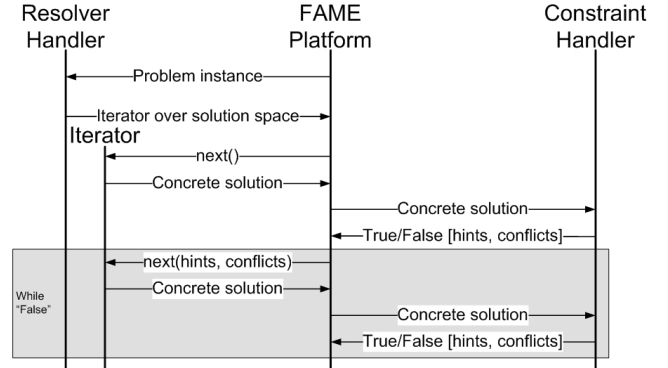 Resolver
Handler
FAME
Platform
Constraint
Handler
Problem instance
Iterator over solution space
Iterator
next()
Concrete solution
Concrete solution
True/False [hints, conflicts]
next(hints, conflicts)
While
"False"
Concrete solution
Concrete solution
True/False [hints, conflicts]